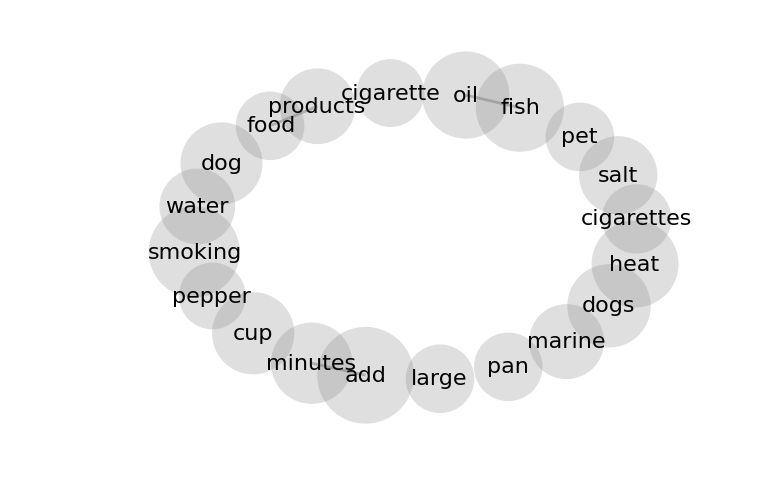 cigarette
oil
products
fish
food
pet
dog
salt
water
cigarettes
smoking
heat
pepper
dogs
cup
marine
minutes
pan
add
large